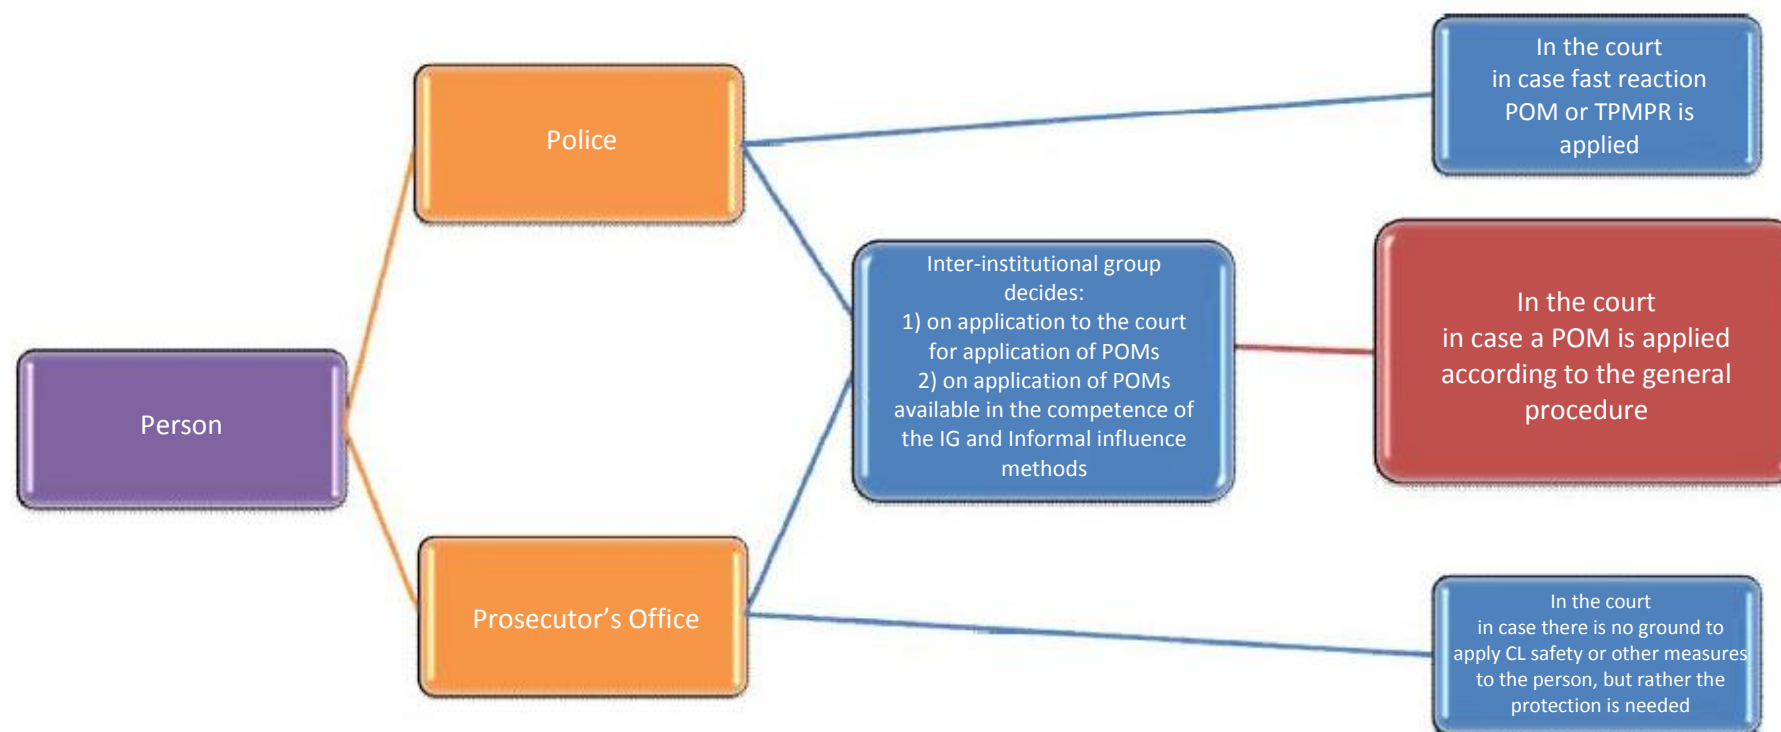 Person
Police
Prosecutor’s Office
Inter-institutional group
decides:
1) on application to the court
for application of POMs
2) on application of POMs
available in the competence of
the IG and Informal influence
methods
In the court
in case fast reaction
POM or TPMPR is
applied
In the court
in case a POM is applied
according to the general
procedure
In the court
in case there is no ground to
apply CL safety or other measures
to the person, but rather the
protection is needed